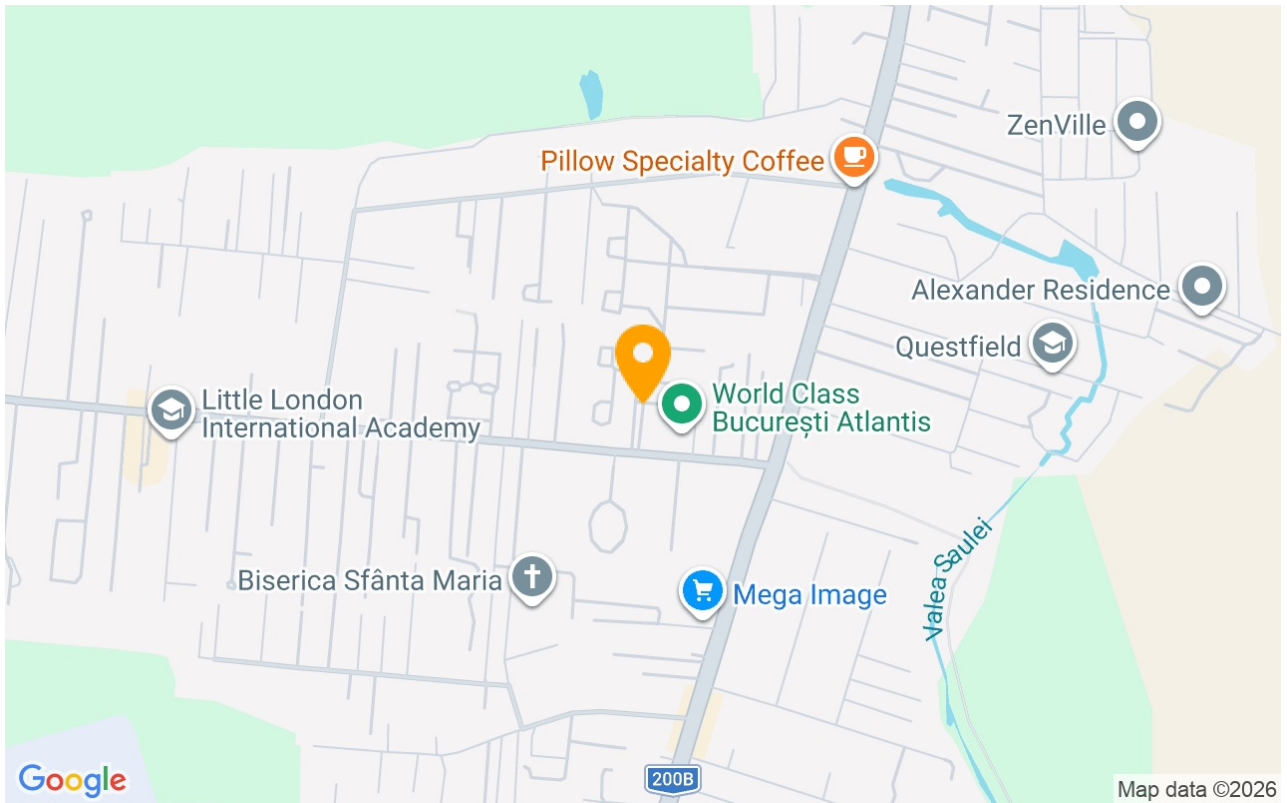 ZenVille
Pillow Specialty Coffee
Alexander Residence
Questfield
World Class
București Atlantis
Little London
International Academy
Valea Saulei
Biserica Sfânta Maria
Mega Image
200B
Google
Map data ©2026